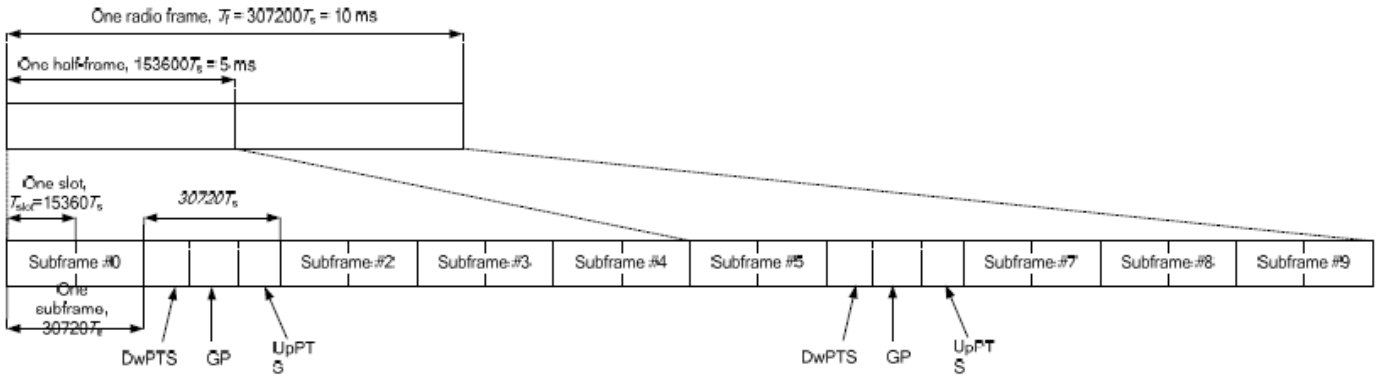 One radio frame, Tf = 307200Ts = 10 ms
One half-frame, 153600Ts = 5 ms
One slot,
Tslot=15360Ts
30720Ts
Subframe #0
Subframe #2
Subframe #3
Subframe #4
Subframe #5
Subframe #7
Subframe #8
Subframe #9
One
subframe,
30720Ts
DwPTS
GP
UpPT
S
DwPTS
GP
UpPT
S